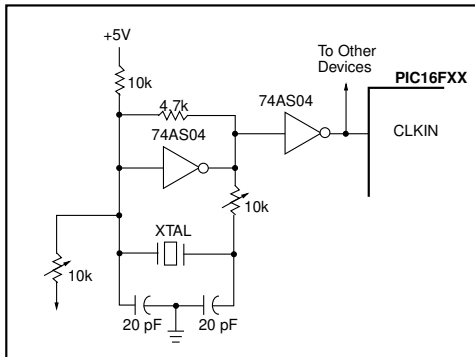 +5V
To Other
Devices
PIC16FXX
10k
4.7k
74AS04
74AS04
CLKIN
10k
XTAL
10k
20 pF
20 pF